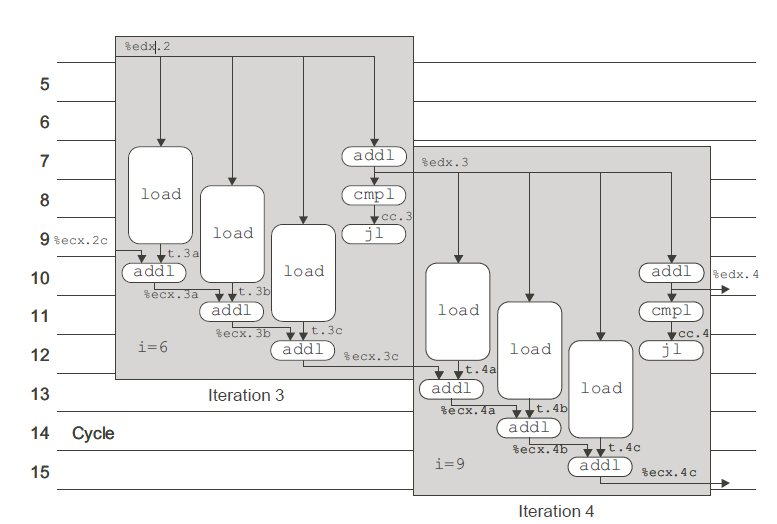 %edx.2
5
6
7
addl
%edx.3
8
load
cmpl
%cc.3
9
%ecx.2c
load
jl
t.3a
10
addl
load
addl
%edx.4
%ecx.3a
t.3b
11
addl
load
cmpl
%ecx.3b
t.3c
cc.4
12
i=6
addl
%ecx.3c
load
jl
t.4a
13
Iteration 3
addl
load
%ecx.4a
t.4b
14
Cycle
addl
%ecx.4b
t.4c
15
i=9
addl
%ecx.4c
Iteration 4